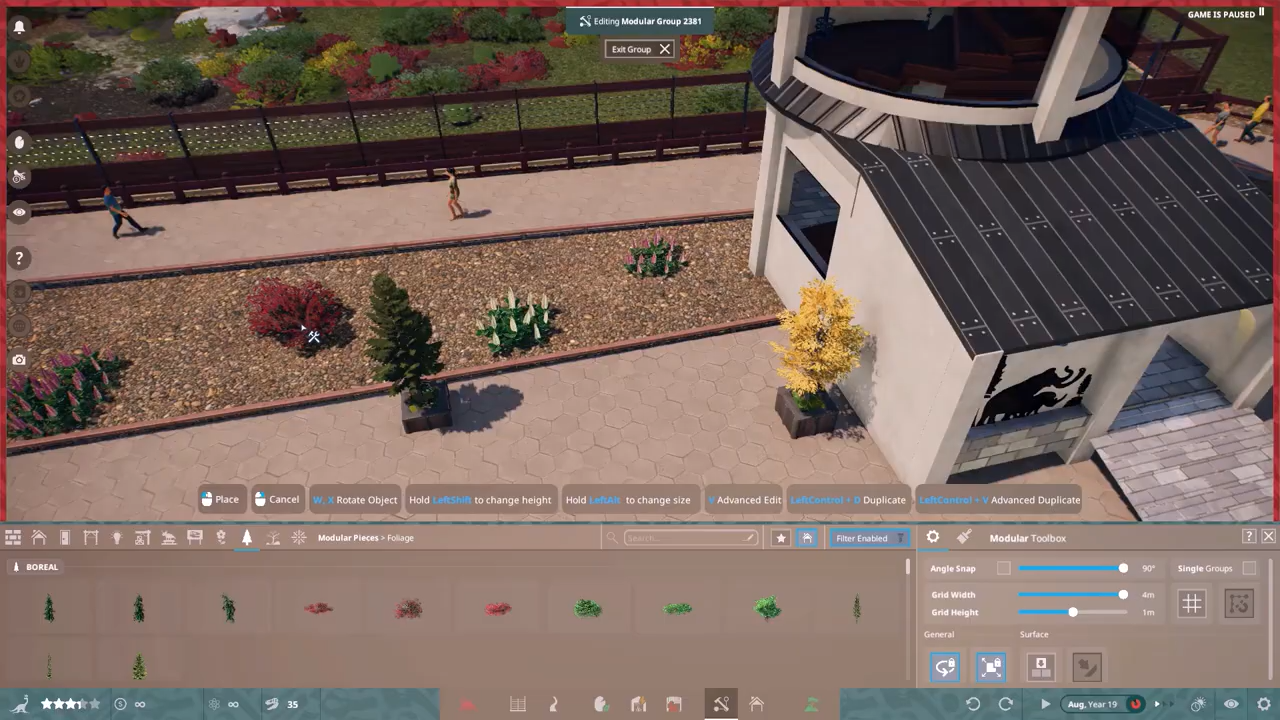 Editing Modular Group 2381
GAME IS PAUSED
Exit Group
Place
Cancel
W, X Rotate Object
Hold LeftShift to change height
Hold LeftAlt to change size
V Advanced Edit
LeftControl + D Duplicate
LeftControl + V Advanced Duplicate
Modular Pieces > Foliage
Search...
Filter Enabled
Modular Toolbox
?
BOREAL
Angle Snap
90°
Single Groups
Grid Width
4m
Grid Height
1m
General
Surface
35
Aug, Year 19